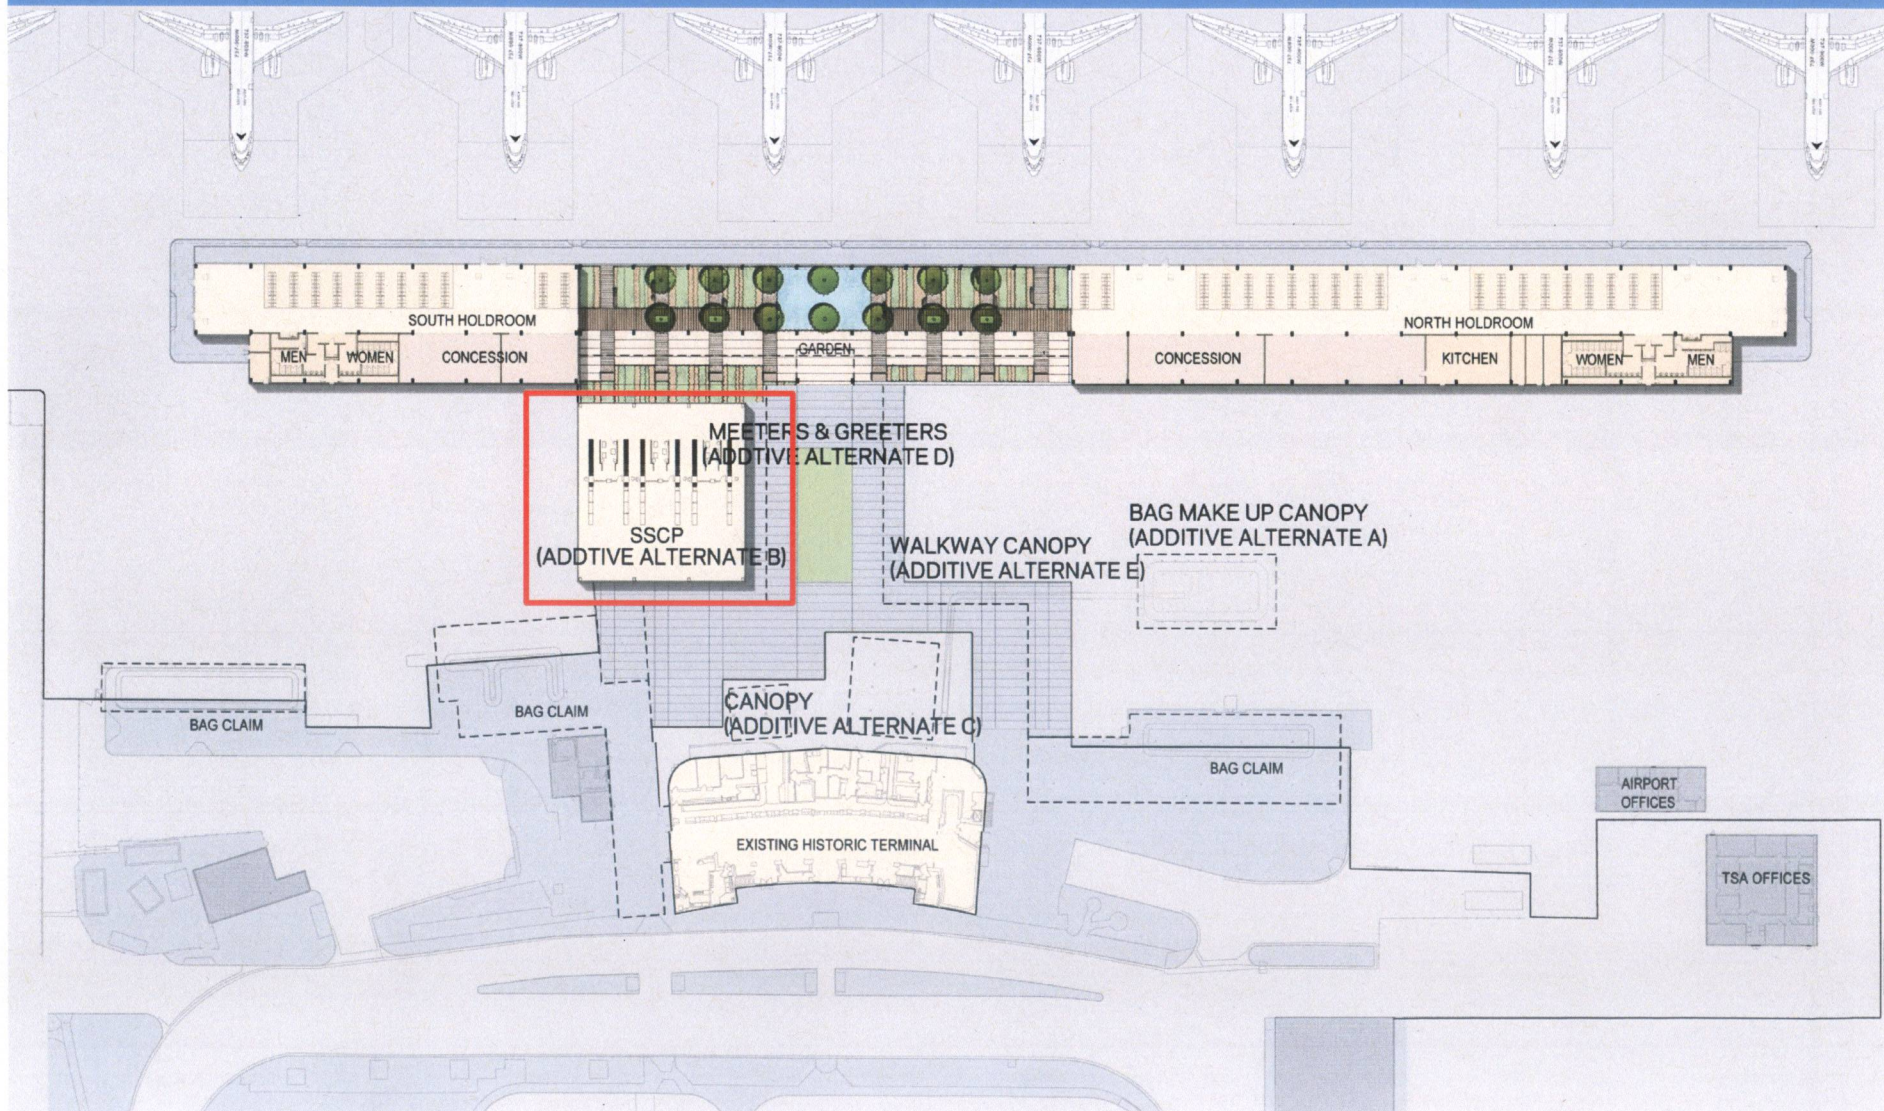 SOUTH HOLDROOM
NORTH HOLDROOM
GARDEN
MEN
WOMEN
CONCESSION
CONCESSION
KITCHEN
WOMEN
MEN
MEETERS & GREETERS
(ADDTIVE ALTERNATE D)
SSCP
(ADDTIVE ALTERNATE B)
WALKWAY CANOPY
(ADDITIVE ALTERNATE E)
BAG MAKE UP CANOPY
(ADDITIVE ALTERNATE A)
BAG CLAIM
BAG CLAIM
CANOPY
(ADDITIVE ALTERNATE C)
BAG CLAIM
AIRPORT
OFFICES
EXISTING HISTORIC TERMINAL
TSA OFFICES